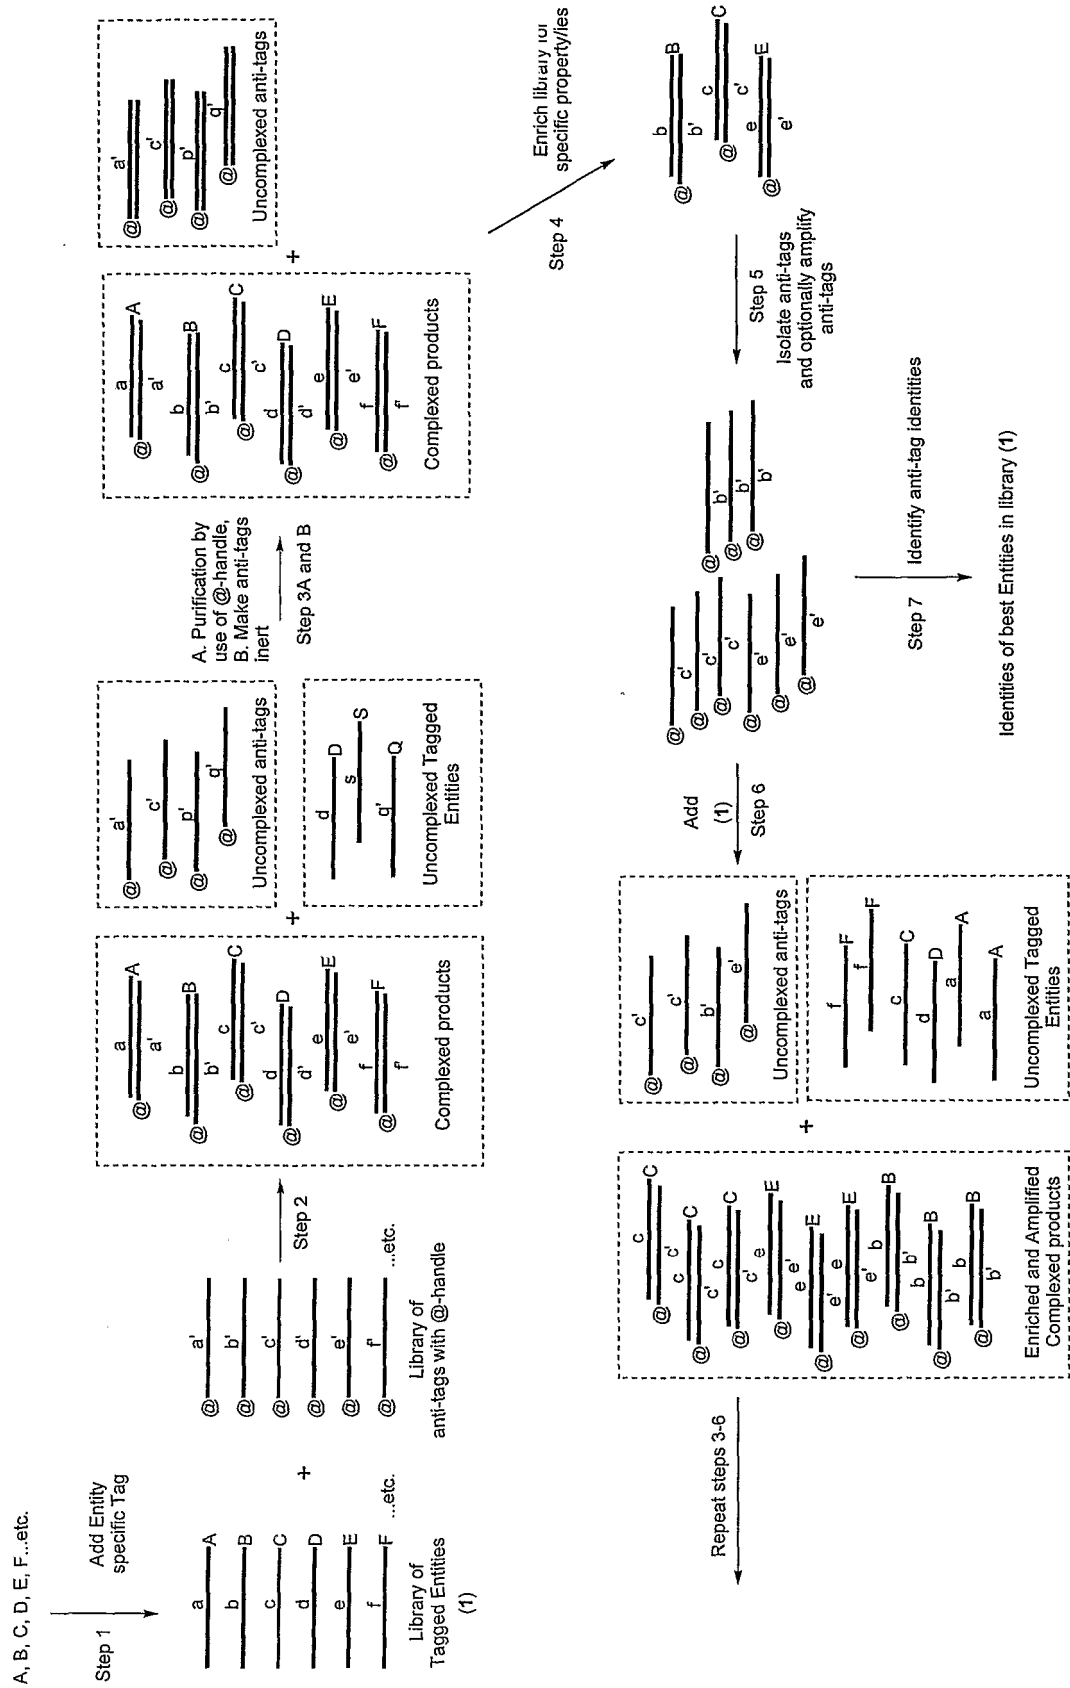 A, B, C, D, E, F...etc.
Step 1
Add Entity
specific Tag
a
A
b
B
c
C
d
D
e
E
f
F
...etc.
Library of
Tagged Entities
(1)
+
@
a'
@
b'
@
c'
@
d'
@
e'
@
f'
...etc.
Library of
anti-tags with @-handle
Step 2
a
A
@
a'
b
B
@
b'
c
C
@
c'
d
D
@
d'
e
E
@
e'
f
F
@
f'
Complexed products
+
@
a'
@
c'
@
p'
@
q'
Uncomplexed anti-tags
d
D
s
S
q'
Q
Uncomplexed Tagged
Entities
A. Purification by
use of @-handle,
B. Make anti-tags
inert
Step 3A and B
a
A
@
a'
b
B
@
b'
c
C
@
c'
d
D
@
d'
e
E
@
e'
f
F
@
f'
Complexed products
+
@
a'
@
c'
@
p'
@
q'
Uncomplexed anti-tags
Step 4
Enrich library
specific property/ies
b
B
@
b'
c
C
@
c'
e
E
@
e'
Step 5
Isolate anti-tags
and optionally amplify
anti-tags
@
c'
@
c'
@
c'
@
e'
@
e'
@
e'
@
b'
@
b'
@
b'
Step 7
Identify anti-tag identities
Identities of best Entities in library (1)
Add
(1)
Step 6
@
c'
@
c'
@
b'
@
e'
Uncomplexed anti-tags
f
F
f
F
c
C
d
D
a
A
a
A
Uncomplexed Tagged
Entities
+
c
C
@
c'
c
C
@
c'
c
C
@
c'
e
E
@
e'
e
E
@
e'
e
E
@
e'
b
B
@
b'
b
B
@
b'
b
B
@
b'
Enriched and Amplified
Complexed products
Repeat steps 3-6